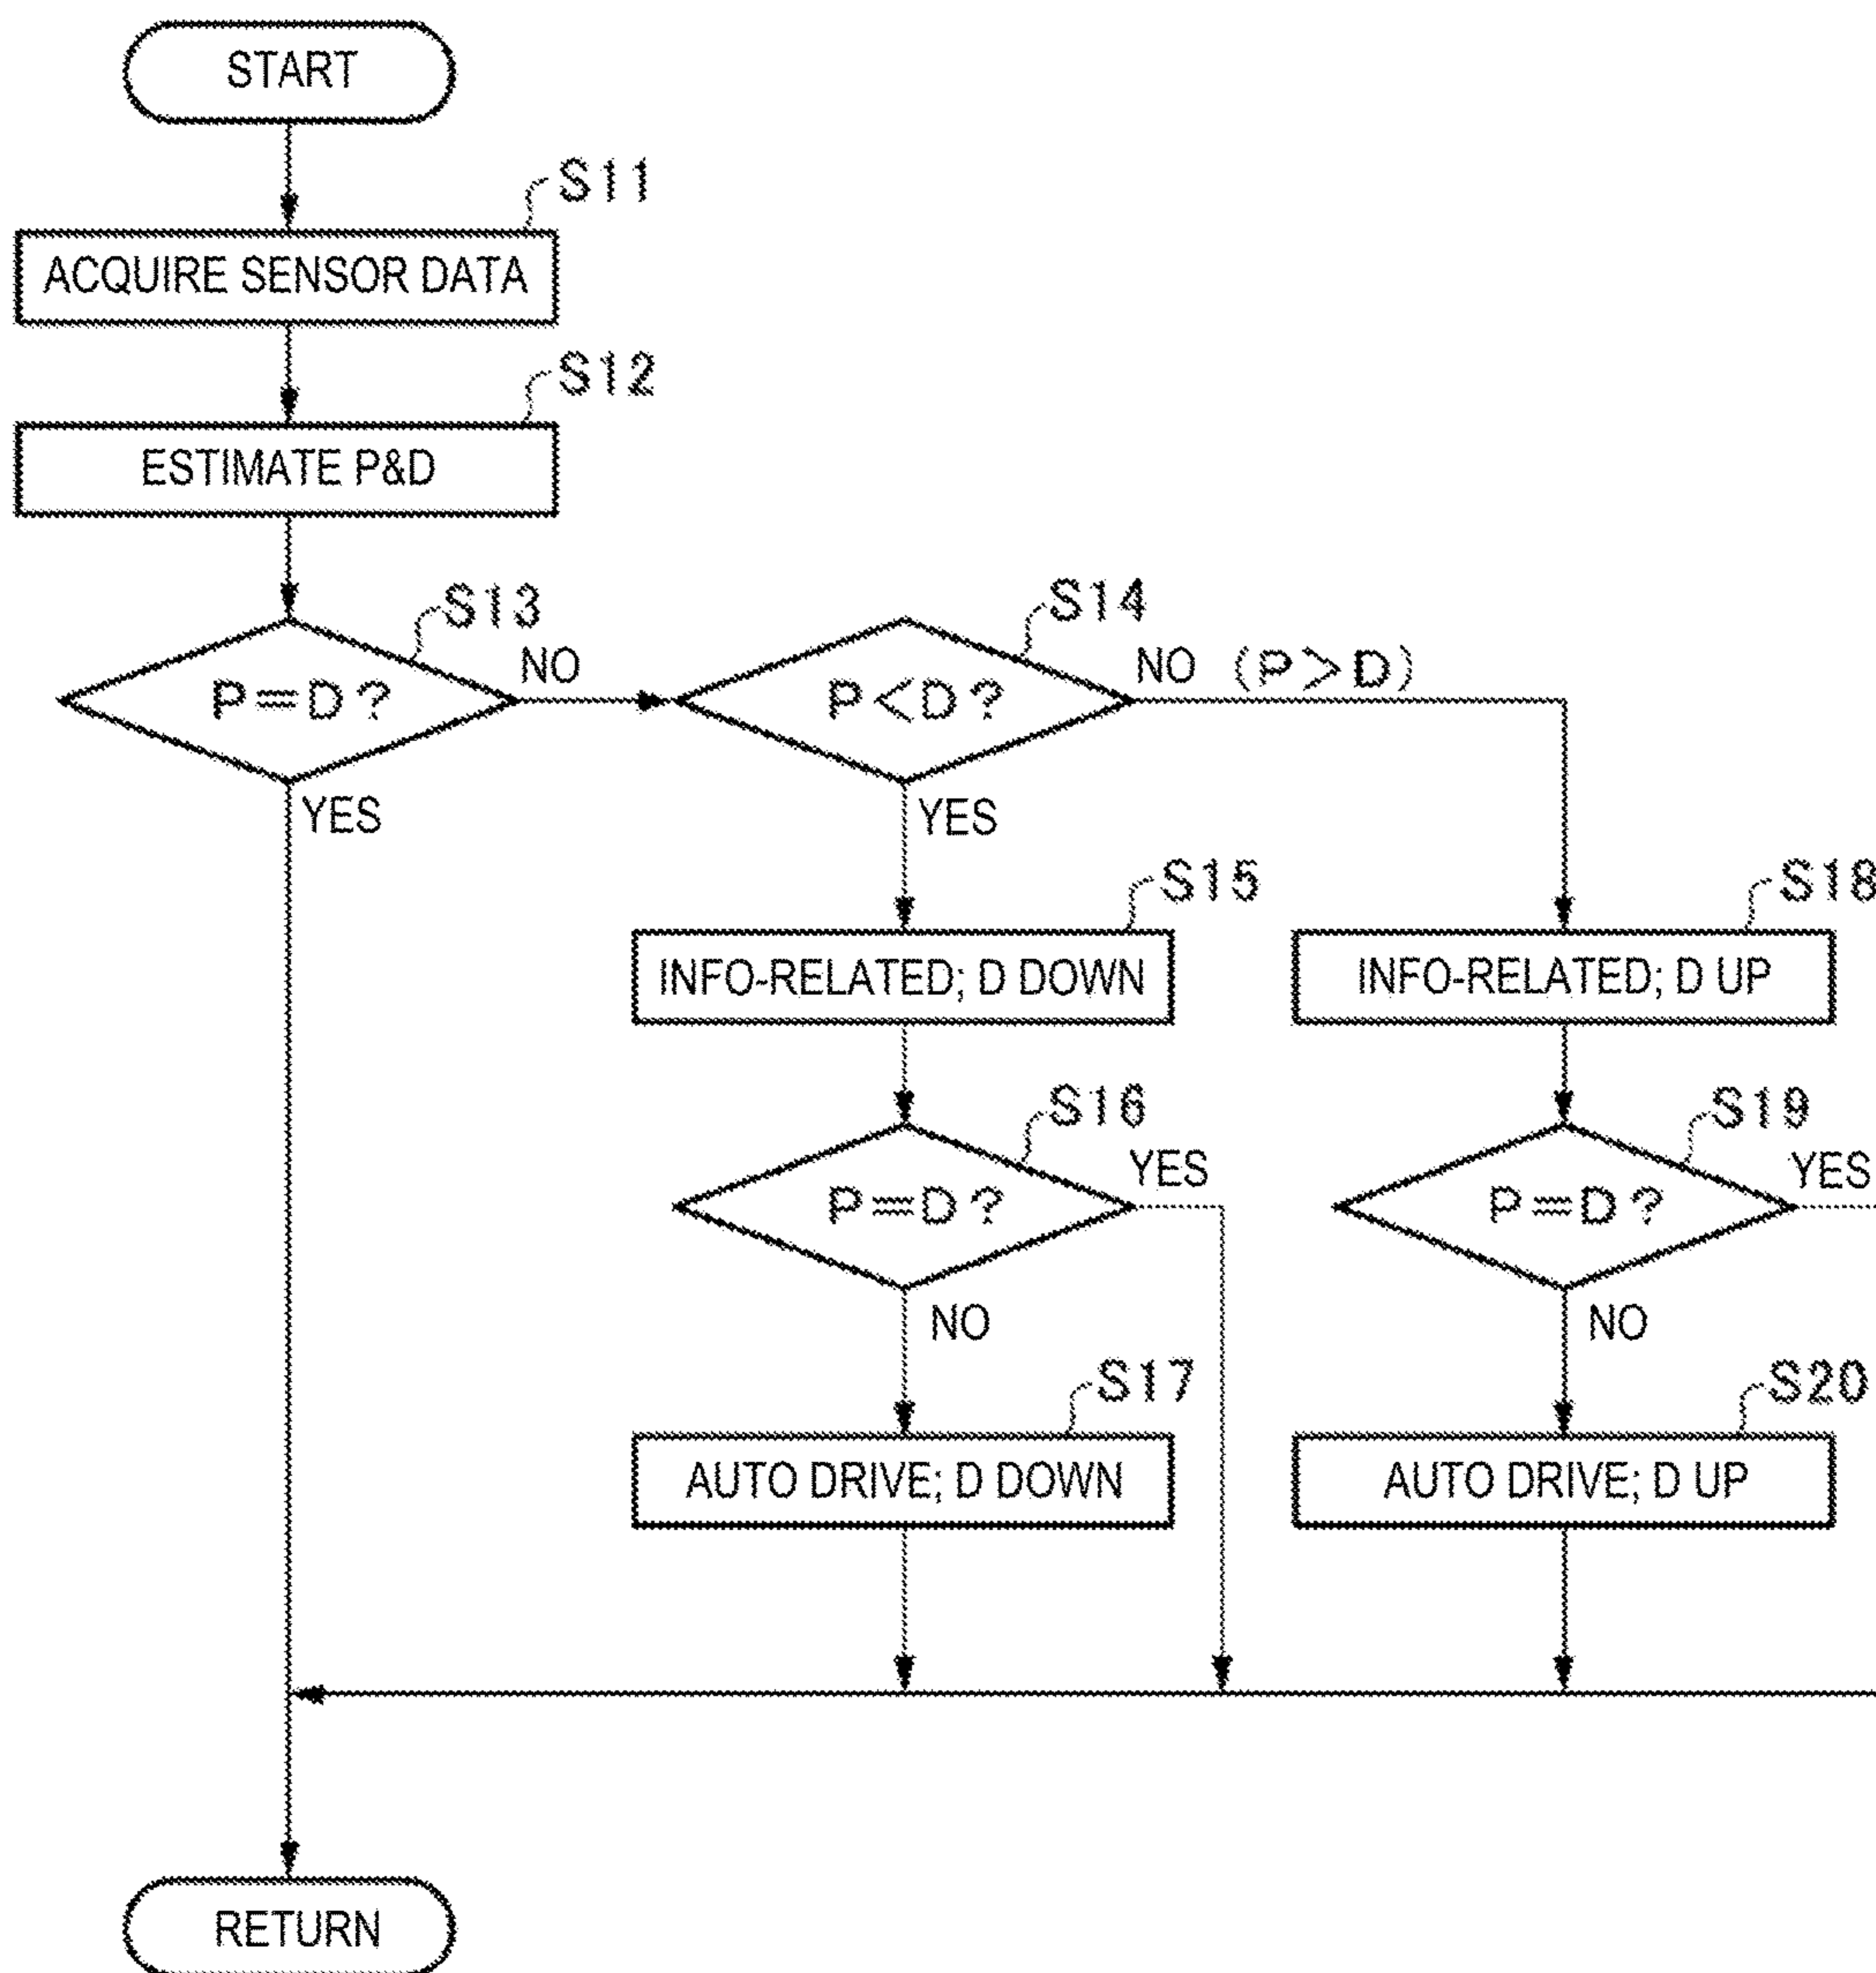 START
S11
ACQUIRE SENSOR DATA
S12
ESTIMATE P&D
S13
P=D?
NO
YES
S14
P<D?
NO (P>D)
YES
S15
INFO-RELATED; D DOWN
S16
P=D?
YES
NO
S17
AUTO DRIVE; D DOWN
S18
INFO-RELATED; D UP
S19
P=D?
YES
NO
S20
AUTO DRIVE; D UP
RETURN